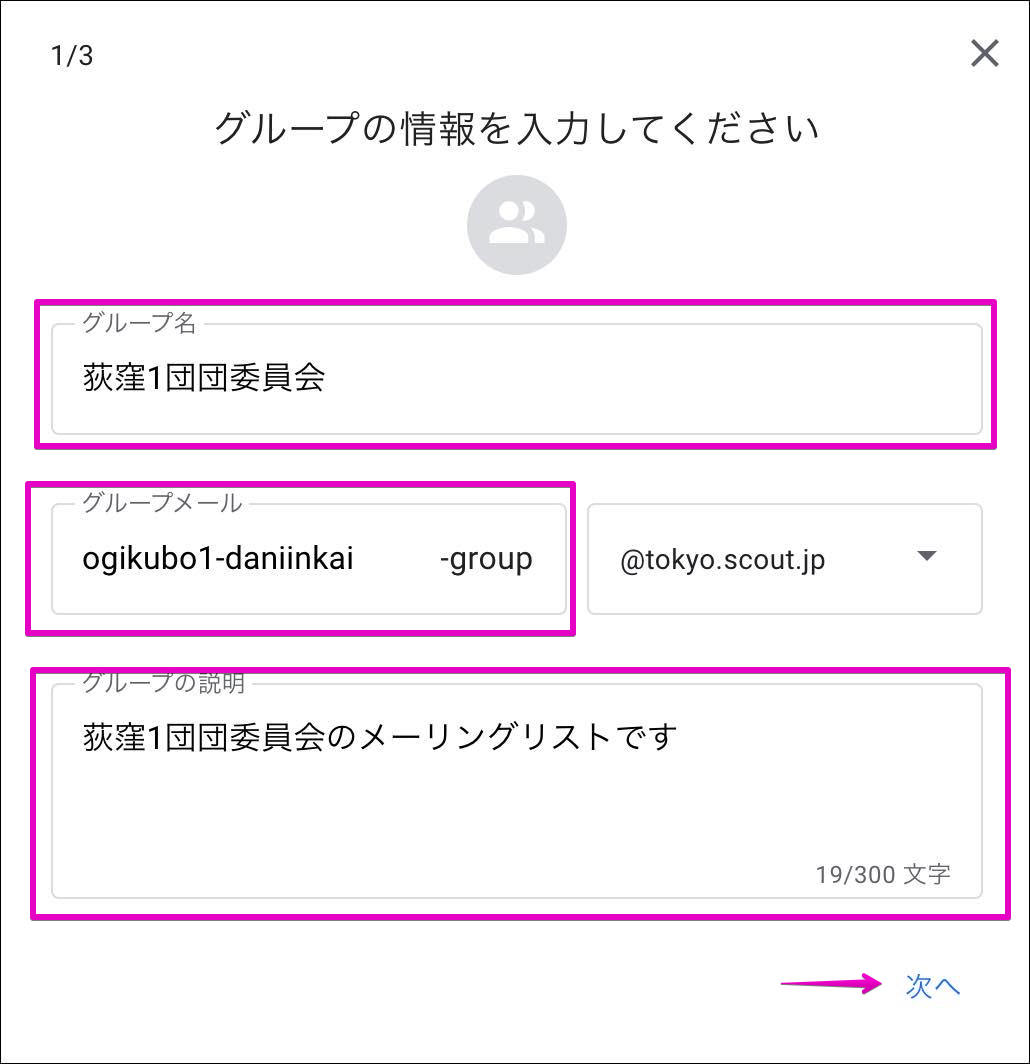 1/3
グループの情報を入力してください
グループ名
荻窪1団団委員会
グループメール
ogikubo1-daniinkai -group @tokyo.scout.jp
グループの説明
荻窪1団団委員会のメーリングリストです
19/300 文字
次へ